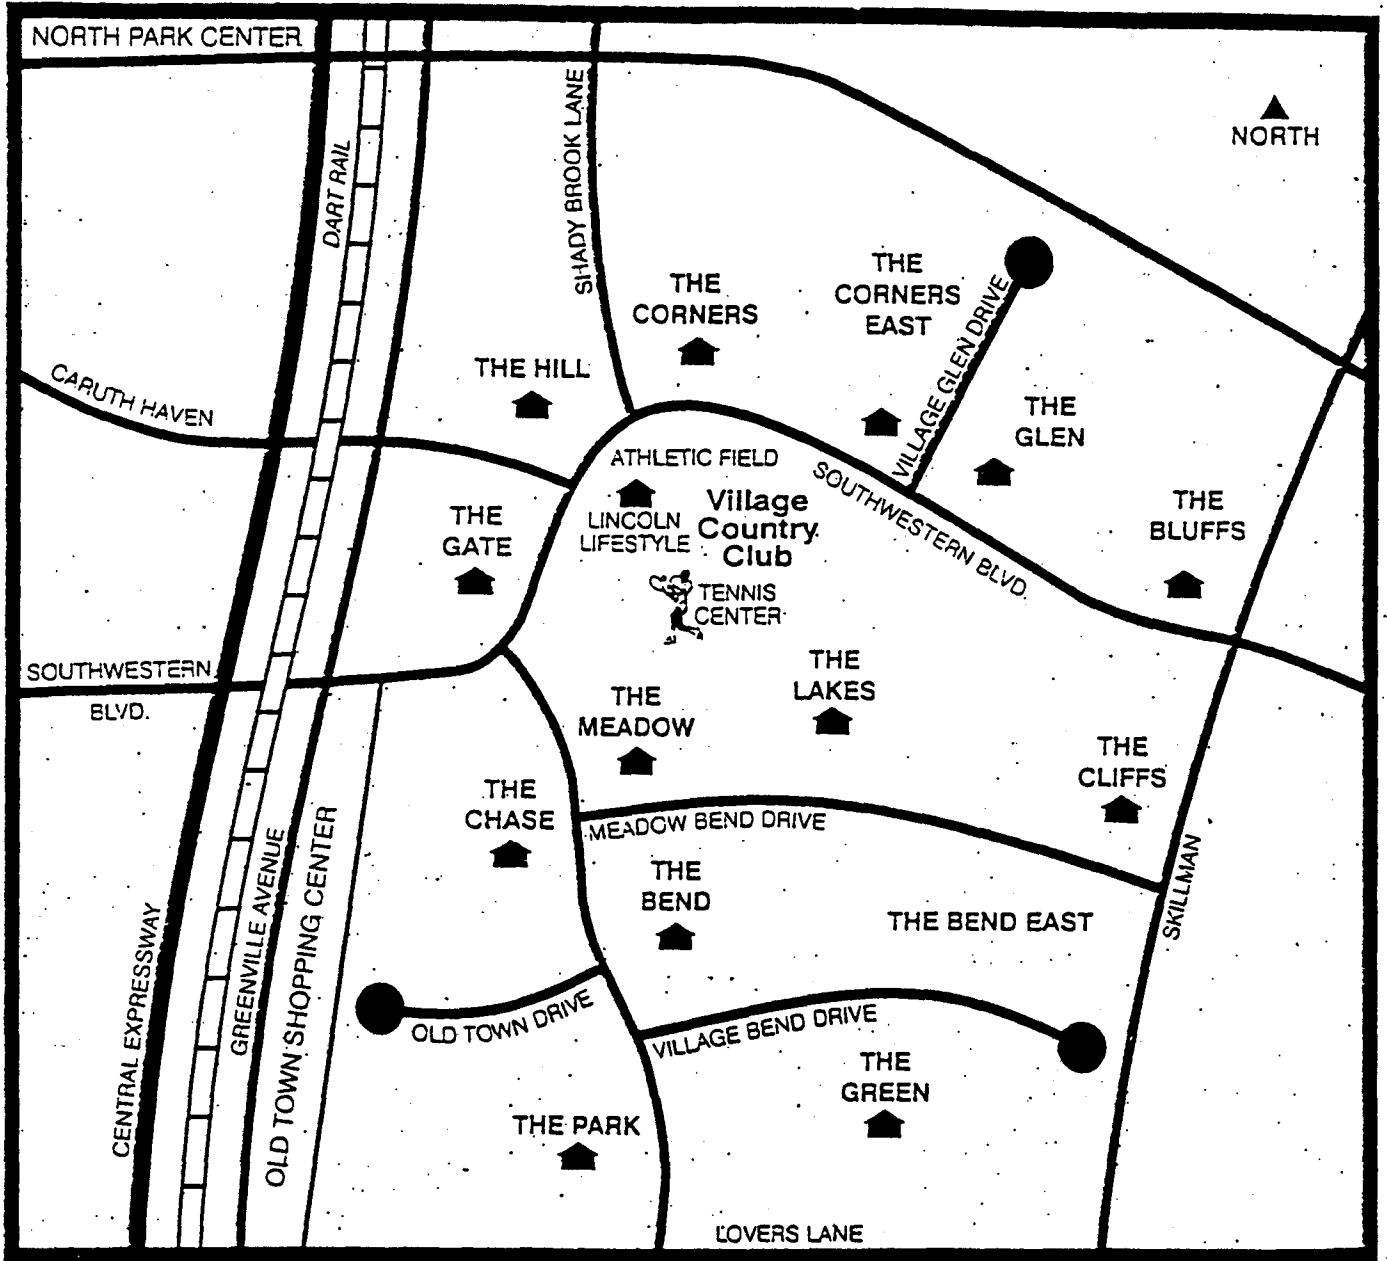 NORTH PARK CENTER
NORTH
DART RAIL
SHADY BROOK LANE
THE
CORNERS
THE
CORNERS
EAST
VILLAGE GLEN DRIVE
THE HILL
CARUTH HAVEN
THE
GLEN
ATHLETIC FIELD
LINCOLN
LIFESTYLE
Village
Country
Club
SOUTHWESTERN BLVD.
THE
GATE
THE
BLUFFS
TENNIS
CENTER
SOUTHWESTERN
BLVD.
THE
LAKES
THE
MEADOW
THE
CLIFFS
THE
CHASE
MEADOW BEND DRIVE
THE
BEND
THE BEND EAST
SKILLMAN
CENTRAL EXPRESSWAY
GREENVILLE AVENUE
OLD TOWN SHOPPING CENTER
OLD TOWN DRIVE
VILLAGE BEND DRIVE
THE
GREEN
THE PARK
LOVERS LANE